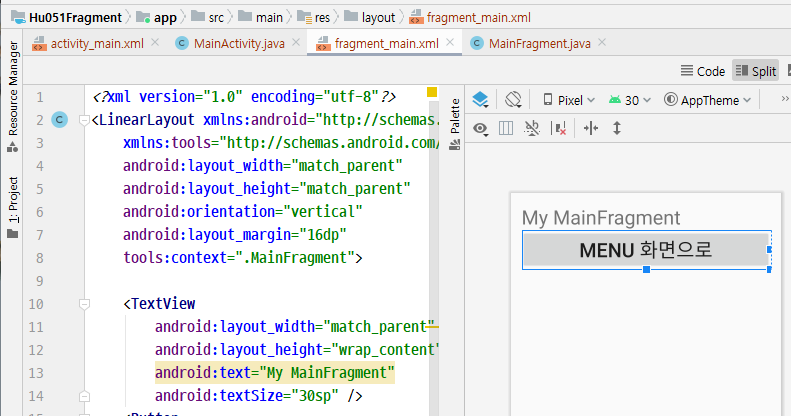 Hu051Fragment > app > src > main > res > layout > fragment_main.xml
activity_main.xml × MainActivity.java × fragment_main.xml × MainFragment.java ×
Resource Manager
1: Project
Code Split
Palette
Pixel 30 AppTheme »
1 <?xml version="1.0" encoding="utf-8"?>
2 <LinearLayout xmlns:android="http://schemas.
3 xmlns:tools="http://schemas.android.com/
4 android:layout_width="match_parent"
5 android:layout_height="match_parent"
6 android:orientation="vertical"
7 android:layout_margin="16dp"
8 tools:context=".MainFragment">
9
10 <TextView
11 android:layout_width="match_parent"
12 android:layout_height="wrap_content"
13 android:text="My MainFragment"
14 android:textSize="30sp" />
15 <Button
My MainFragment
MENU 화면으로